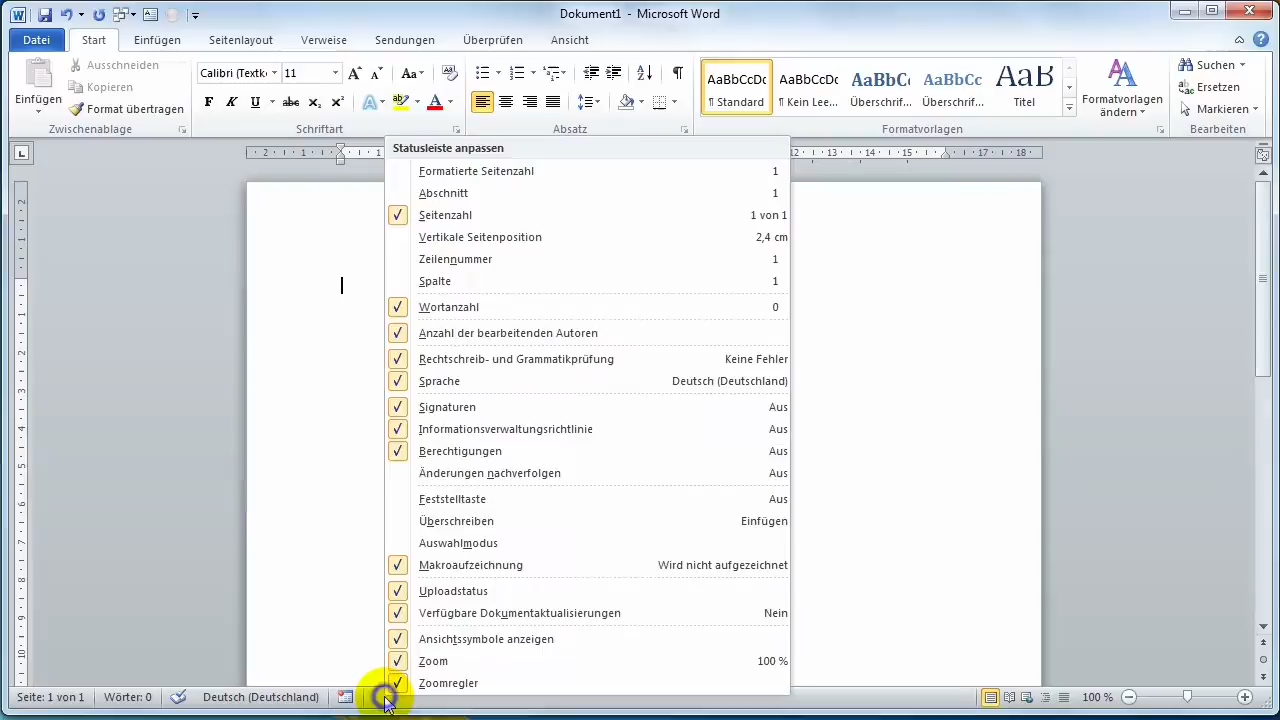 Dokument1 - Microsoft Word
Datei Start Einfügen Seitenlayout Verweise Sendungen Überprüfen Ansicht
Einfügen
Ausschneiden
Kopieren
Format übertragen
Zwischenablage
Calibri (Textk 11
Schriftart
Absatz
AaBbCcDc AaBbCcDc AaBbCc AaBbCc AaB
¶ Standard ¶ Kein Lee... Überschrif... Überschrif... Titel
Formatvorlagen
ändern
Formatvorlagen
Suchen
Ersetzen
Markieren
Bearbeiten
Statusleiste anpassen
Formatierte Seitenzahl 1
Abschnitt 1
Seitenzahl 1 von 1
Vertikale Seitenposition 2,4 cm
Zeilennummer 1
Spalte 1
Wortanzahl 0
Anzahl der bearbeitenden Autoren
Rechtschreib- und Grammatikprüfung Keine Fehler
Sprache Deutsch (Deutschland)
Signaturen Aus
Informationsverwaltungsrichtlinie Aus
Berechtigungen Aus
Änderungen nachverfolgen Aus
Feststelltaste Aus
Überschreiben Einfügen
Auswahlmodus
Makroaufzeichnung Wird nicht aufgezeichnet
Uploadstatus
Verfügbare Dokumentaktualisierungen Nein
Ansichtssymbole anzeigen
Zoom 100 %
Zoomregler
Seite: 1 von 1 Wörter: 0 Deutsch (Deutschland) 100 %